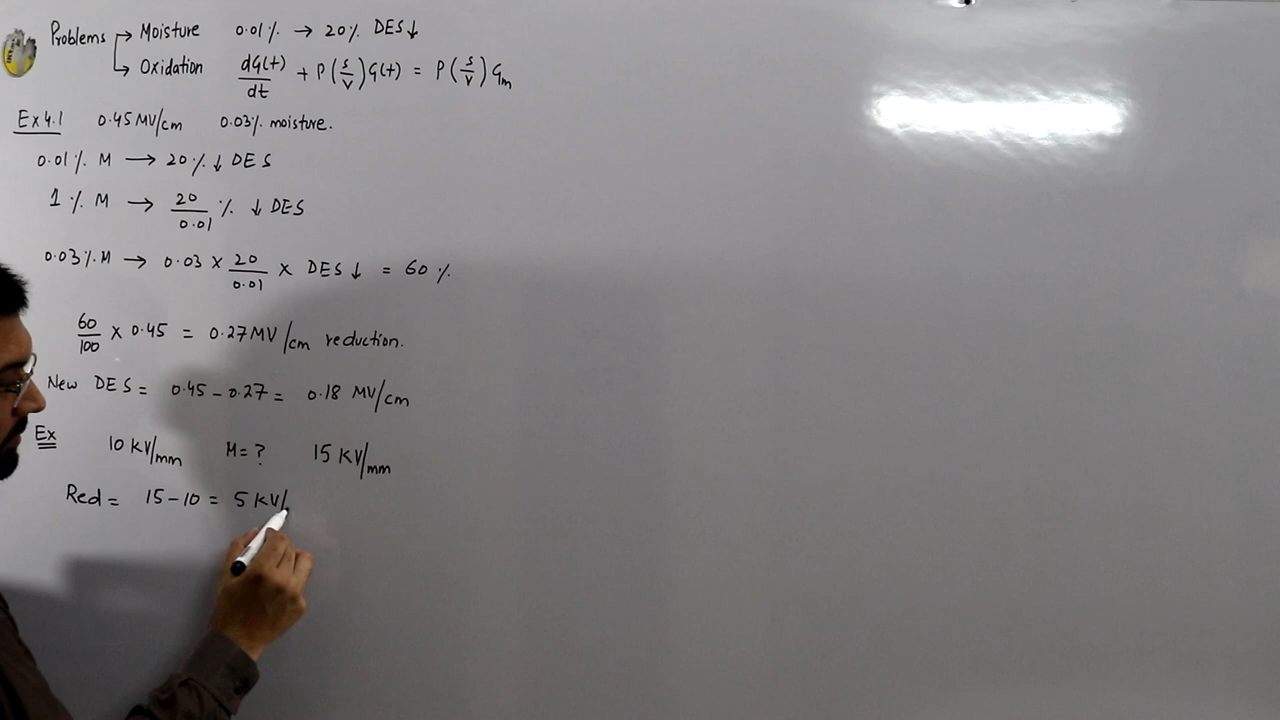 Problems → Moisture 0.01% → 20% DES↓
↳ Oxidation dG(t)/dt + P(s/v)G(t) = P(s/v)Gm
Ex 4.1 0.45 MV/cm 0.03% moisture.
0.01% M → 20%↓ DES
1% M → 20/0.01 % ↓ DES
0.03% M → 0.03 × 20/0.01 × DES↓ = 60%
60/100 × 0.45 = 0.27 MV/cm reduction.
New DES = 0.45 - 0.27 = 0.18 MV/cm
Ex 10 KV/mm M = ? 15 KV/mm
Red = 15 - 10 = 5 KV/